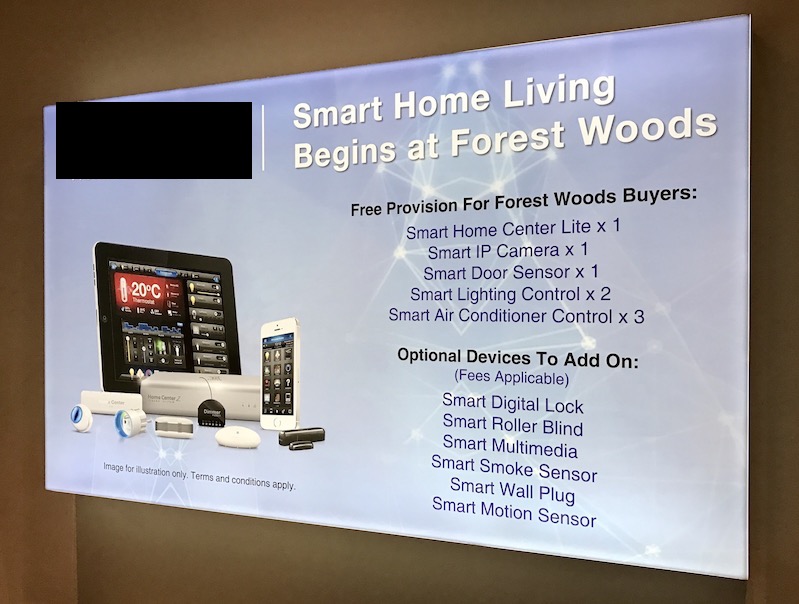 Smart Home Living
Begins at Forest Woods
Free Provision For Forest Woods Buyers:
Smart Home Center Lite x 1
Smart IP Camera x 1
Smart Door Sensor x 1
Smart Lighting Control x 2
Smart Air Conditioner Control x 3
Optional Devices To Add On:
(Fees Applicable)
Smart Digital Lock
Smart Roller Blind
Smart Multimedia
Smart Smoke Sensor
Smart Wall Plug
Smart Motion Sensor
20°C
Thermostat
Home Center 2
Dimmer
Image for illustration only. Terms and conditions apply.